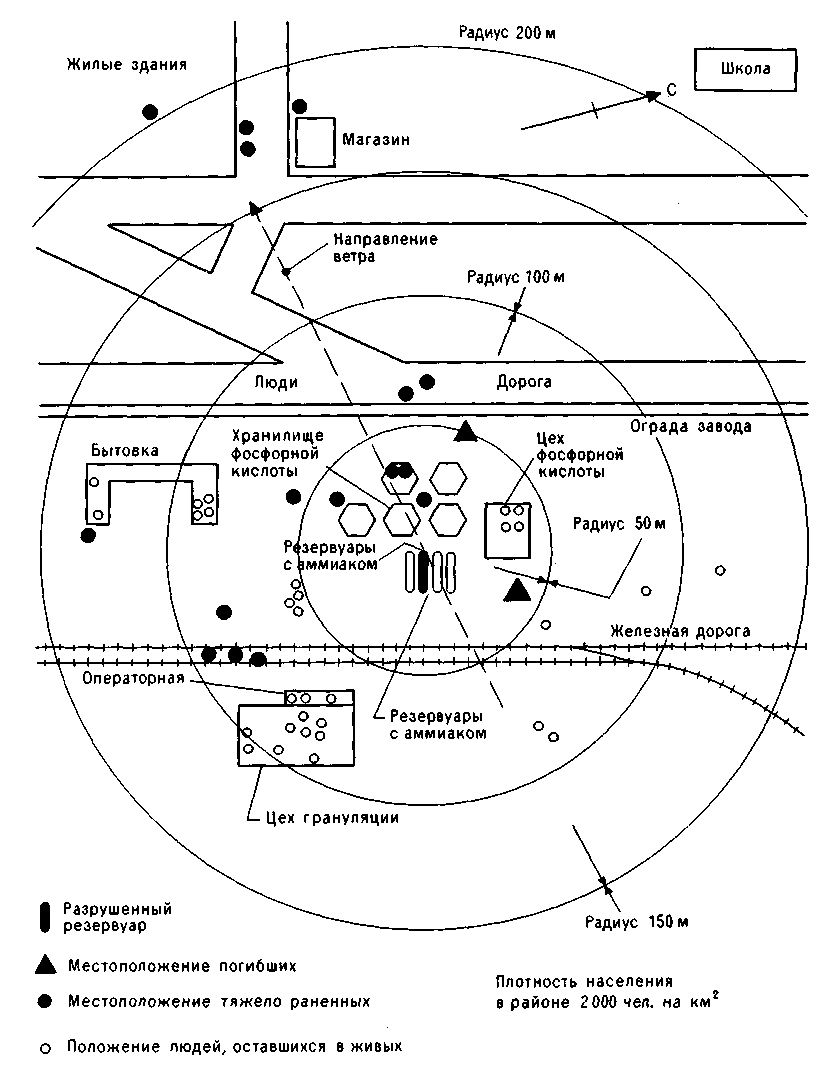 Радиус 200 м
Жилые здания
Школа
С
Магазин
Направление
ветра
Радиус 100 м
Люди
Дорога
Ограда завода
Бытовка
Хранилище
фосфорной
кислоты
Цех
фосфорной
кислоты
Радиус 50 м
Резервуары
с аммиаком
Железная дорога
Операторная
Резервуары
с аммиаком
Цех грануляции
Радиус 150 м
Разрушенный
резервуар
Местоположение погибших
Местоположение тяжело раненных
Положение людей, оставшихся в живых
Плотность населения
в районе 2000 чел. на км²